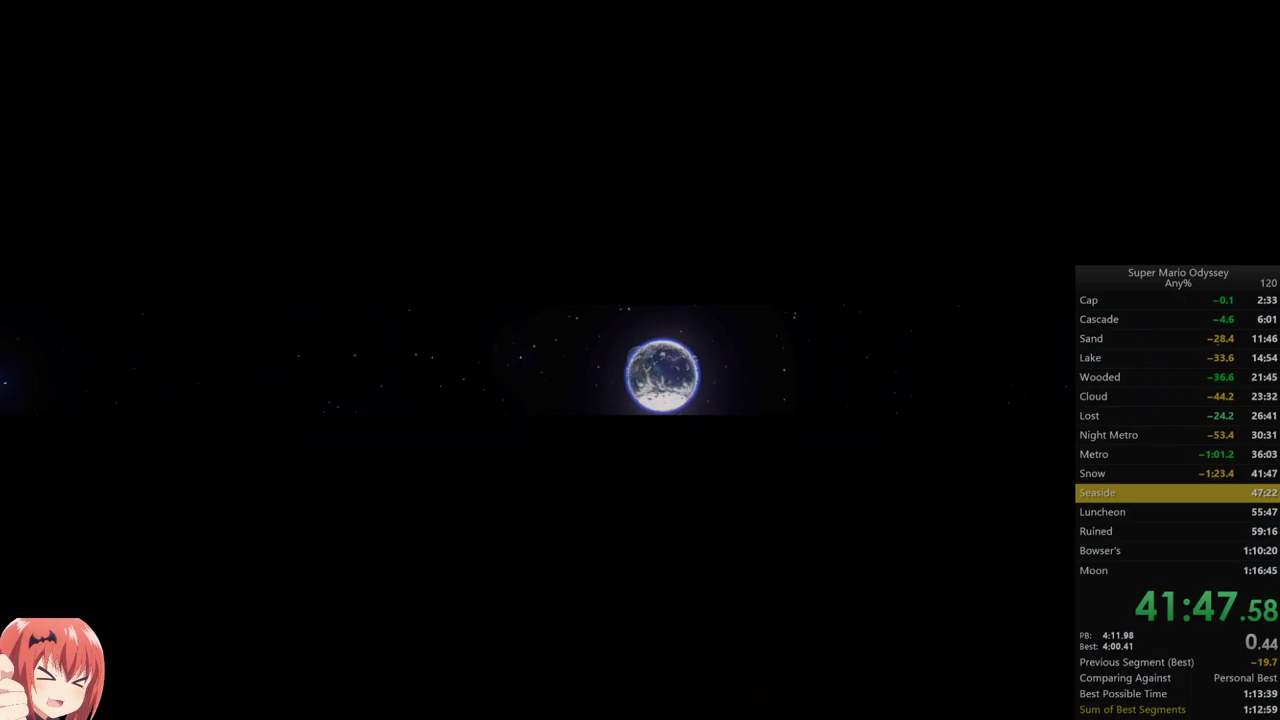 Super Mario Odyssey
Any% 120
Cap −0.1 2:33
Cascade −4.6 6:01
Sand −28.4 11:46
Lake −33.6 14:54
Wooded −36.6 21:45
Cloud −44.2 23:32
Lost −24.2 26:41
Night Metro −53.4 30:31
Metro −1:01.2 36:03
Snow −1:23.4 41:47
Seaside 47:22
Luncheon 55:47
Ruined 59:16
Bowser's 1:10:20
Moon 1:16:45
41:47.58
PB: 4:11.98 0.44
Best: 4:00.41
Previous Segment (Best) −19.7
Comparing Against Personal Best
Best Possible Time 1:13:39
Sum of Best Segments 1:12:59